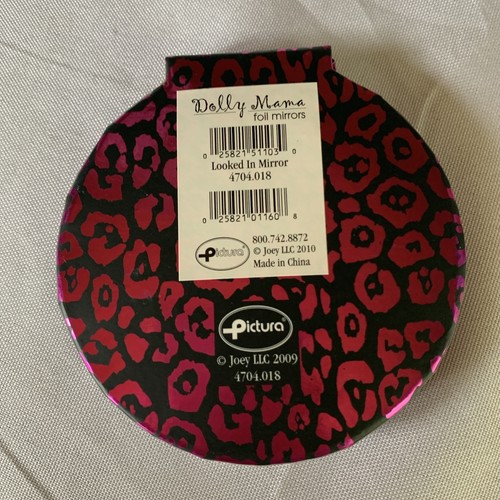 Dolly Mama
foil mirrors
0 25821 51103 0
Looked In Mirror
4704.018
0 25821 01160 8
800.742.8872
Pictura® © Joey LLC 2010
Made in China
Pictura®
© Joey LLC 2009
4704.018